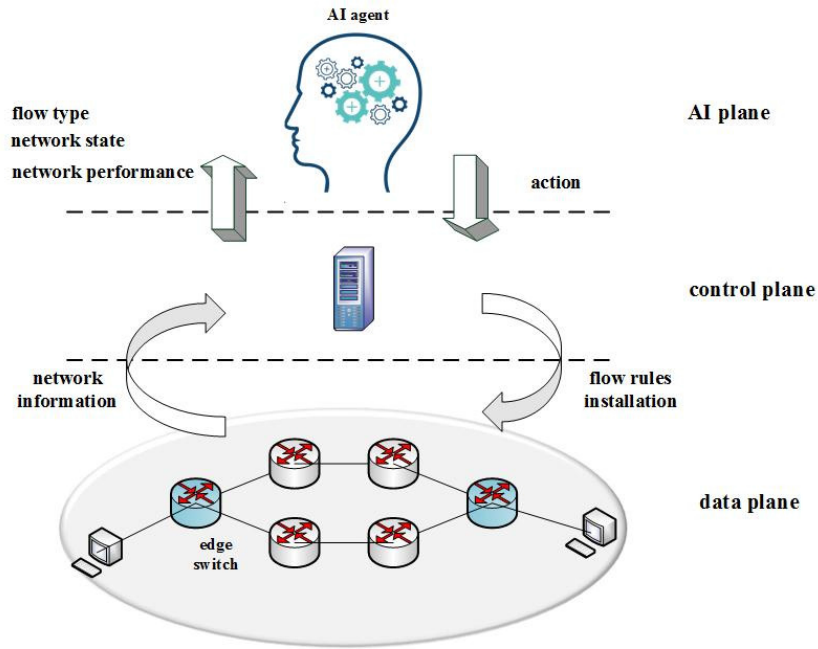 AI agent
flow type
network state
network performance
AI plane
action
control plane
network
information
flow rules
installation
data plane
edge
switch